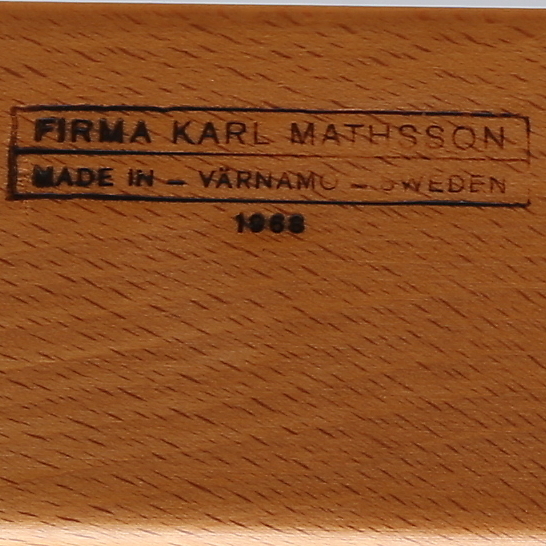 FIRMA KARL MATHSSON
MADE IN – VÄRNAMO – SWEDEN
1968